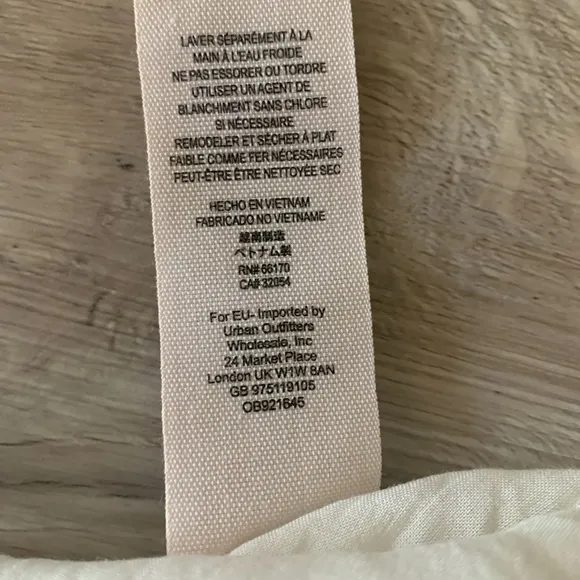 LAVER SÉPARÉMENT À LA
MAIN À L'EAU FROIDE
NE PAS ESSORER OU TORDRE
UTILISER UN AGENT DE
BLANCHIMENT SANS CHLORE
SI NÉCESSAIRE
REMODELER ET SÉCHER À PLAT
FAIBLE COMME FER NÉCESSAIRES
PEUT-ÊTRE NETTOYÉE SEC
HECHO EN VIETNAM
FABRICADO NO VIETNAME
越南制造
ベトナム製
RN# 66170
CA# 32054
For EU- Imported by
Urban Outfitters
Wholesale, Inc
24 Market Place
London UK W1W 8AN
GB 975119105
OB921645